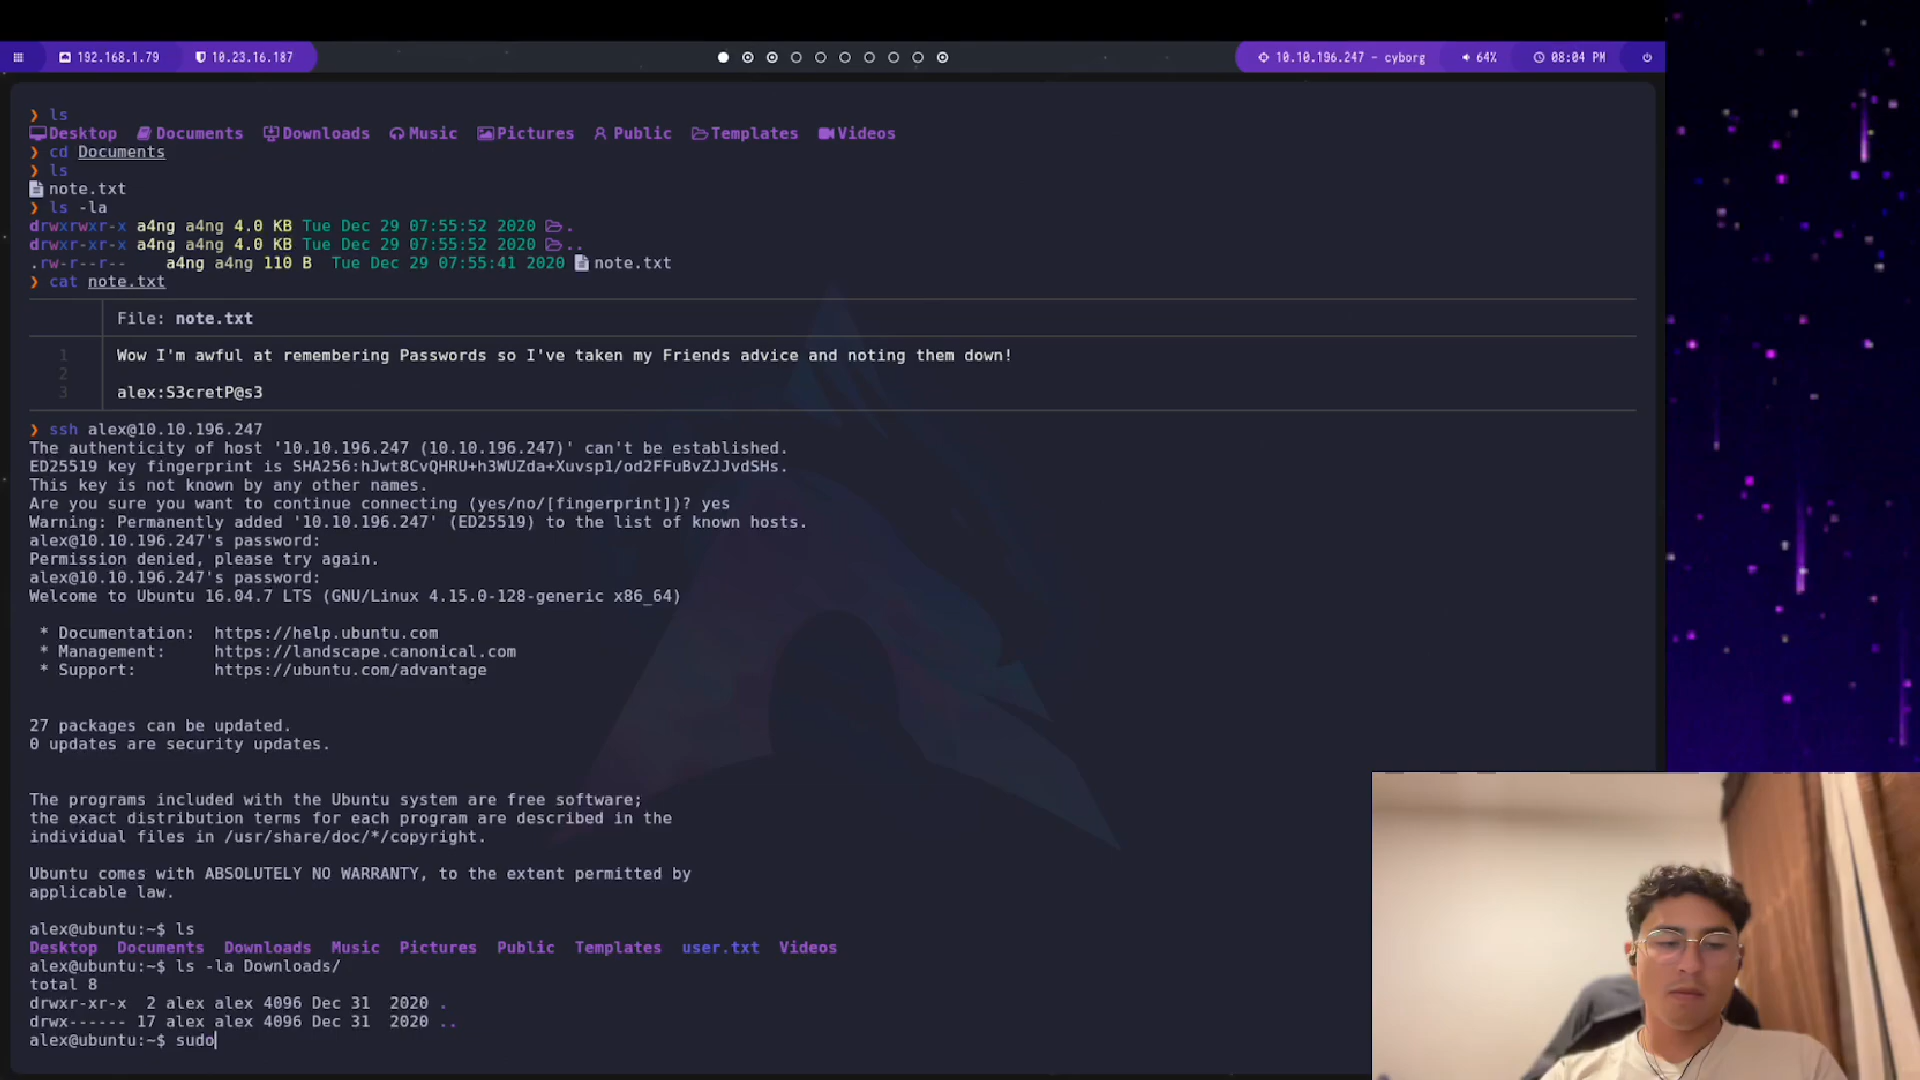 192.168.1.79 10.23.16.187 10.10.196.247 - cyborg 64% 08:04 PM
❯ ls
Desktop Documents Downloads Music Pictures Public Templates Videos
❯ cd Documents
❯ ls
note.txt
❯ ls -la
drwxrwxr-x a4ng a4ng 4.0 KB Tue Dec 29 07:55:52 2020 .
drwxr-xr-x a4ng a4ng 4.0 KB Tue Dec 29 07:55:52 2020 ..
.rw-r--r-- a4ng a4ng 110 B Tue Dec 29 07:55:41 2020 note.txt
❯ cat note.txt
File: note.txt
1 Wow I'm awful at remembering Passwords so I've taken my Friends advice and noting them down!
2
3 alex:S3cretP@s3
❯ ssh alex@10.10.196.247
The authenticity of host '10.10.196.247 (10.10.196.247)' can't be established.
ED25519 key fingerprint is SHA256:hJwt8CvQHRU+h3WUZda+Xuvsp1/od2FFuBvZJJvdSHs.
This key is not known by any other names.
Are you sure you want to continue connecting (yes/no/[fingerprint])? yes
Warning: Permanently added '10.10.196.247' (ED25519) to the list of known hosts.
alex@10.10.196.247's password:
Permission denied, please try again.
alex@10.10.196.247's password:
Welcome to Ubuntu 16.04.7 LTS (GNU/Linux 4.15.0-128-generic x86_64)
* Documentation: https://help.ubuntu.com
* Management: https://landscape.canonical.com
* Support: https://ubuntu.com/advantage
27 packages can be updated.
0 updates are security updates.
The programs included with the Ubuntu system are free software;
the exact distribution terms for each program are described in the
individual files in /usr/share/doc/*/copyright.
Ubuntu comes with ABSOLUTELY NO WARRANTY, to the extent permitted by
applicable law.
alex@ubuntu:~$ ls
Desktop Documents Downloads Music Pictures Public Templates user.txt Videos
alex@ubuntu:~$ ls -la Downloads/
total 8
drwxr-xr-x 2 alex alex 4096 Dec 31 2020 .
drwx------ 17 alex alex 4096 Dec 31 2020 ..
alex@ubuntu:~$ sudo